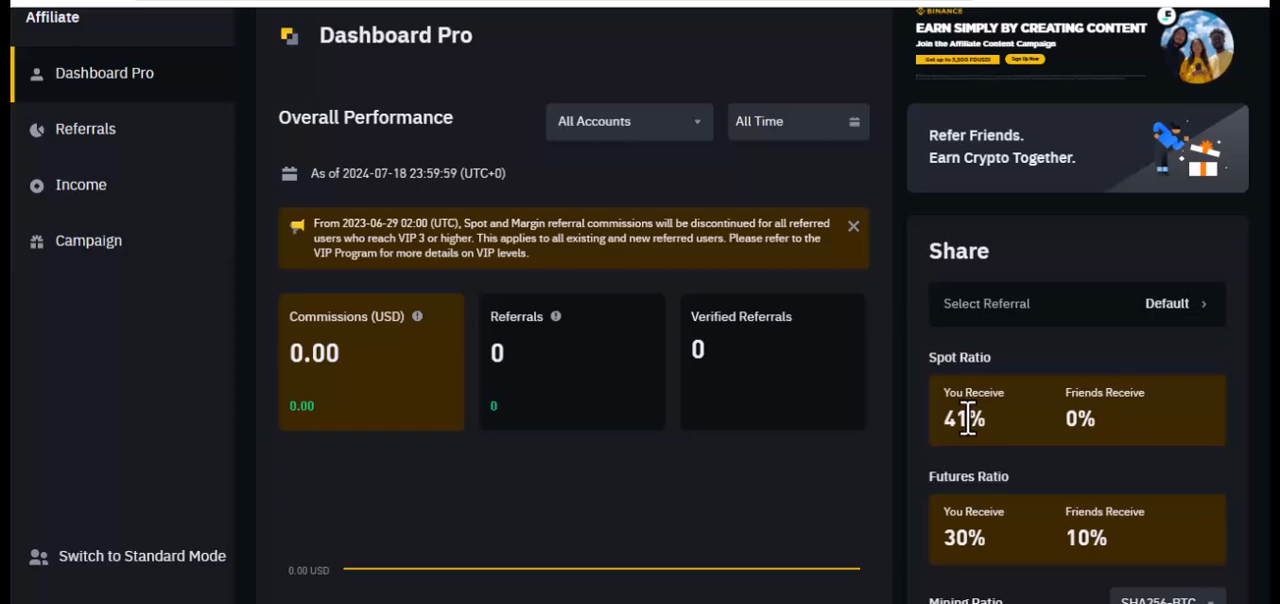 Affiliate
Dashboard Pro
Referrals
Income
Campaign
Switch to Standard Mode
Dashboard Pro
Overall Performance
All Accounts
All Time
As of 2024-07-18 23:59:59 (UTC+0)
From 2023-06-29 02:00 (UTC), Spot and Margin referral commissions will be discontinued for all referred
users who reach VIP 3 or higher. This applies to all existing and new referred users. Please refer to the
VIP Program for more details on VIP levels.
Commissions (USD)
0.00
0.00
Referrals
0
0
Verified Referrals
0
0.00 USD
BINANCE
EARN SIMPLY BY CREATING CONTENT
Join the Affiliate Content Campaign
Get up to 5,500 FDUSD!
Sign Up Now
Refer Friends.
Earn Crypto Together.
Share
Select Referral
Default
Spot Ratio
You Receive
Friends Receive
41%
0%
Futures Ratio
You Receive
Friends Receive
30%
10%
Mining Ratio
SHA256-BTC